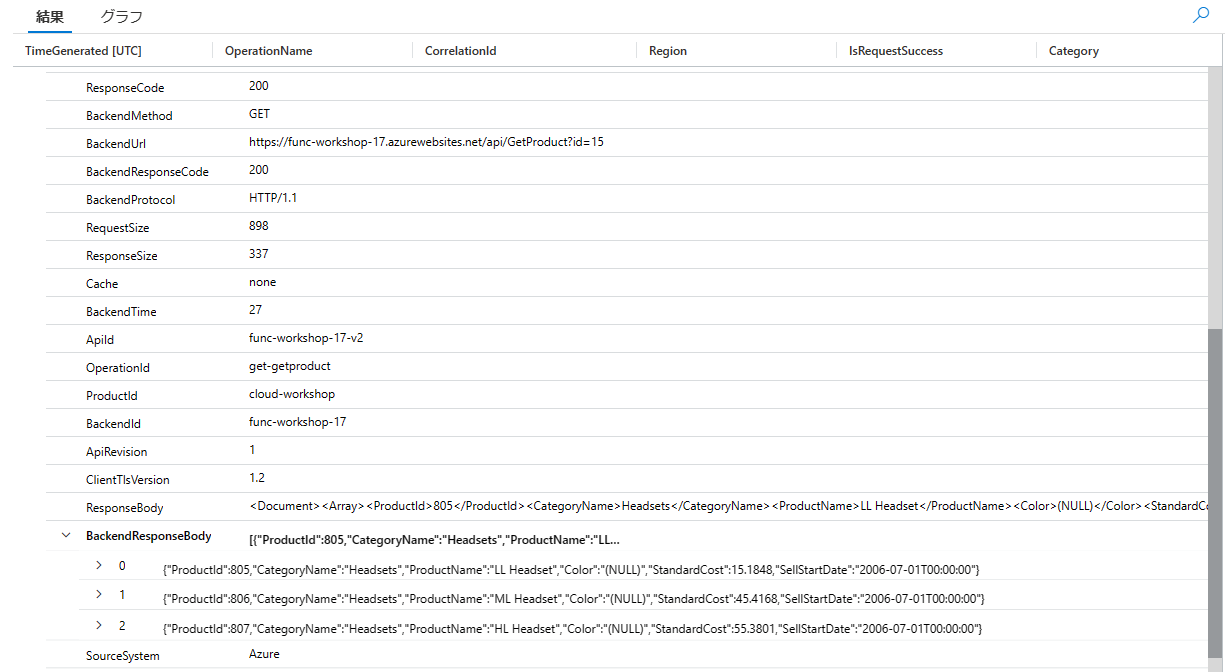 結果 グラフ
TimeGenerated [UTC] OperationName CorrelationId Region IsRequestSuccess Category
ResponseCode 200
BackendMethod GET
BackendUrl https://func-workshop-17.azurewebsites.net/api/GetProduct?id=15
BackendResponseCode 200
BackendProtocol HTTP/1.1
RequestSize 898
ResponseSize 337
Cache none
BackendTime 27
ApiId func-workshop-17-v2
OperationId get-getproduct
ProductId cloud-workshop
BackendId func-workshop-17
ApiRevision 1
ClientTlsVersion 1.2
ResponseBody <Document><Array><ProductId>805</ProductId><CategoryName>Headsets</CategoryName><ProductName>LL Headset</ProductName><Color>(NULL)</Color><StandardCo
BackendResponseBody [{"ProductId":805,"CategoryName":"Headsets","ProductName":"LL...
0 {"ProductId":805,"CategoryName":"Headsets","ProductName":"LL Headset","Color":"(NULL)","StandardCost":15.1848,"SellStartDate":"2006-07-01T00:00:00"}
1 {"ProductId":806,"CategoryName":"Headsets","ProductName":"ML Headset","Color":"(NULL)","StandardCost":45.4168,"SellStartDate":"2006-07-01T00:00:00"}
2 {"ProductId":807,"CategoryName":"Headsets","ProductName":"HL Headset","Color":"(NULL)","StandardCost":55.3801,"SellStartDate":"2006-07-01T00:00:00"}
SourceSystem Azure